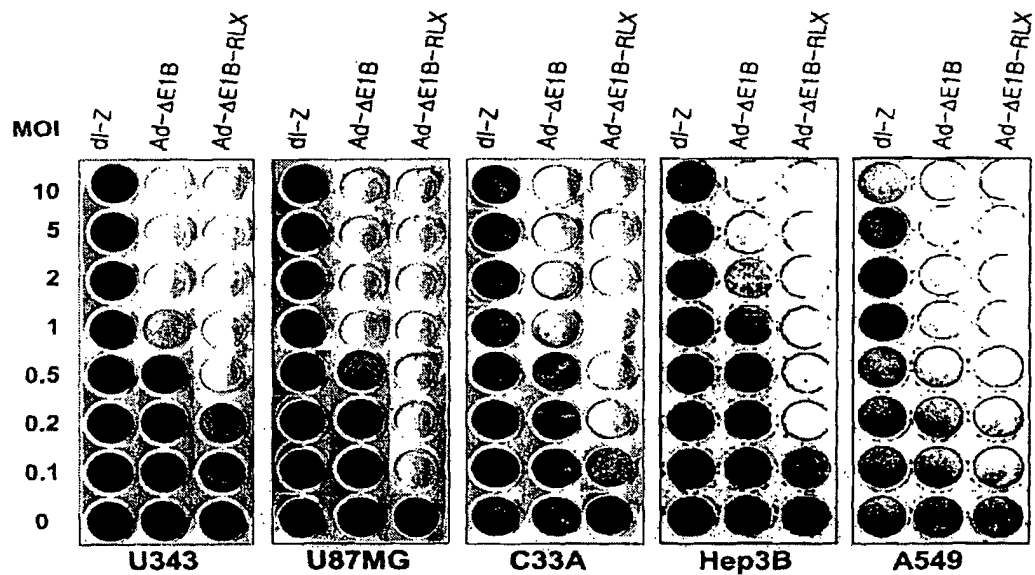 dl-Z Ad-ΔE1B Ad-ΔE1B-RLX dl-Z Ad-ΔE1B Ad-ΔE1B-RLX dl-Z Ad-ΔE1B Ad-ΔE1B-RLX dl-Z Ad-ΔE1B Ad-ΔE1B-RLX dl-Z Ad-ΔE1B Ad-ΔE1B-RLX
MOI
10
5
2
1
0.5
0.2
0.1
0
U343 U87MG C33A Hep3B A549